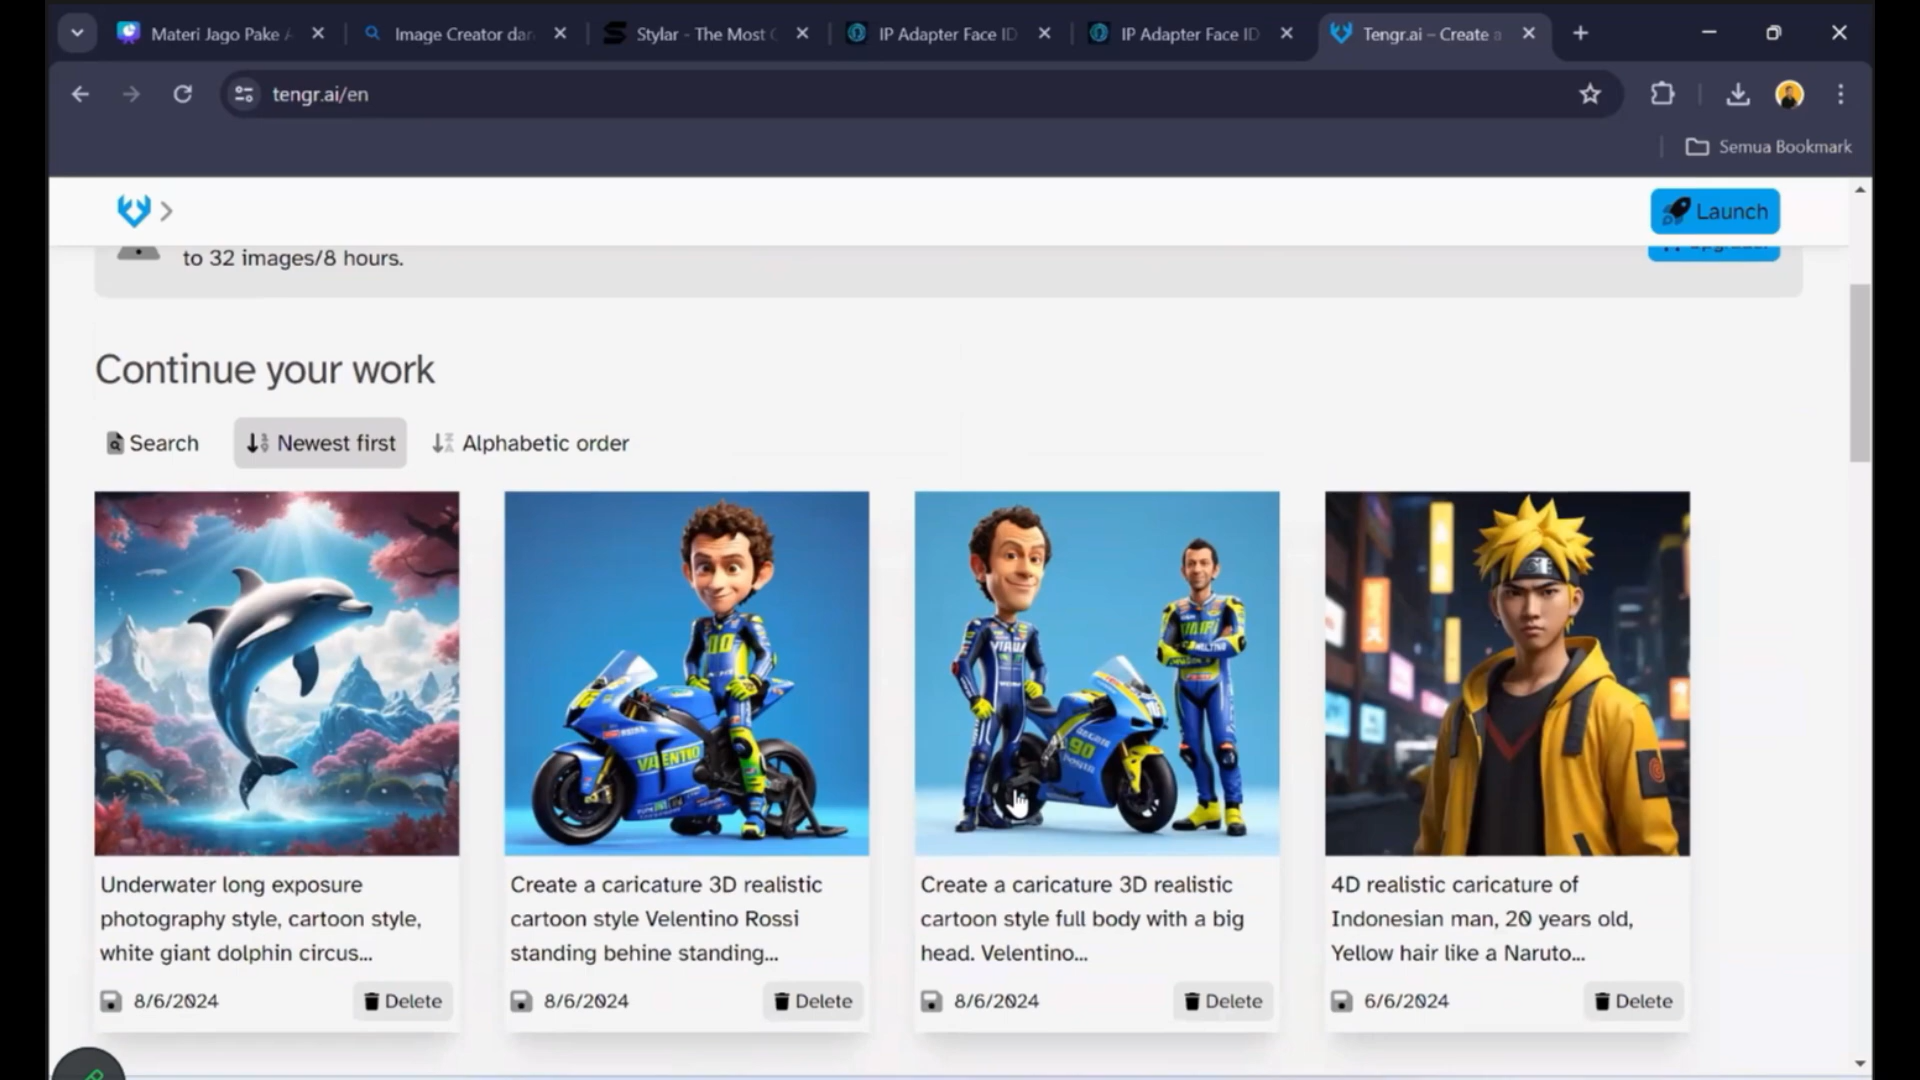 Materi Jago Pake
Image Creator dar
Stylar - The Most
IP Adapter Face ID
IP Adapter Face ID
Tengr.ai – Create a
tengr.ai/en
Semua Bookmark
Launch
to 32 images/8 hours.
Continue your work
Search
Newest first
Alphabetic order
VALENTIO
90
Underwater long exposure
photography style, cartoon style,
white giant dolphin circus...
8/6/2024
Delete
Create a caricature 3D realistic
cartoon style Velentino Rossi
standing behine standing...
8/6/2024
Delete
Create a caricature 3D realistic
cartoon style full body with a big
head. Velentino...
8/6/2024
Delete
4D realistic caricature of
Indonesian man, 20 years old,
Yellow hair like a Naruto...
6/6/2024
Delete